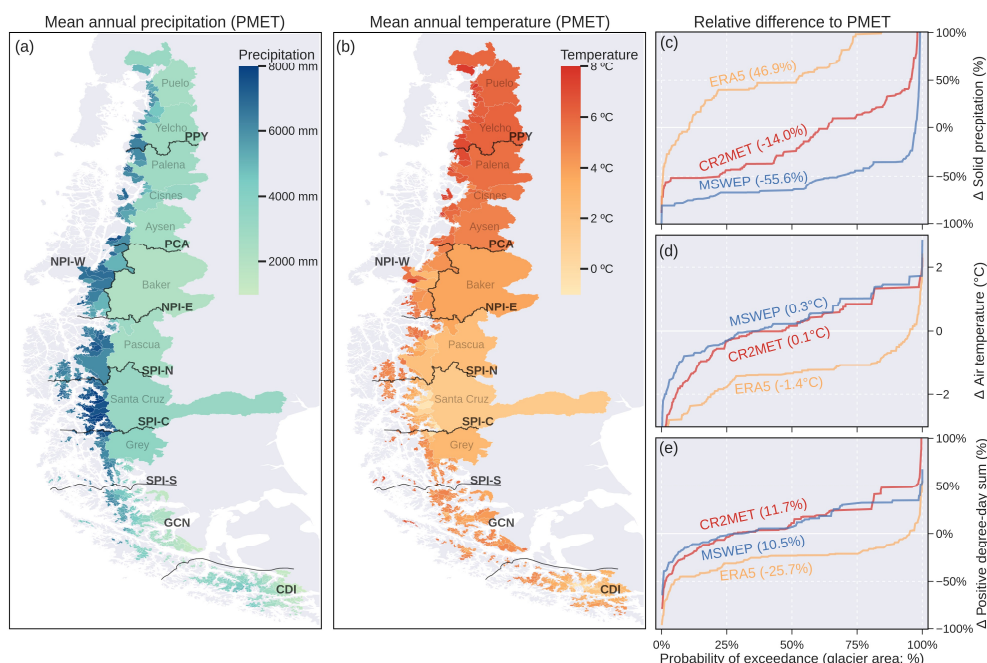 Mean annual precipitation (PMET)
Mean annual temperature (PMET)
Relative difference to PMET
(a)
Precipitation
8000 mm
6000 mm
4000 mm
2000 mm
Puelo
Yelcho
PPY
Palena
Cisnes
Aysen
PCA
NPI-W
Baker
NPI-E
Pascua
SPI-N
Santa Cruz
SPI-C
Grey
SPI-S
GCN
CDI
(b)
Temperature
8 ºC
6 ºC
4 ºC
2 ºC
0 ºC
Puelo
Yelcho
PPY
Palena
Cisnes
Aysen
PCA
NPI-W
Baker
NPI-E
Pascua
SPI-N
Santa Cruz
SPI-C
Grey
SPI-S
GCN
CDI
(c)
ERA5 (46.9%)
CR2MET (-14.0%)
MSWEP (-55.6%)
100%
50%
0%
−50%
−100%
Δ Solid precpitation (%)
(d)
MSWEP (0.3°C)
CR2MET (0.1°C)
ERA5 (-1.4°C)
2
0
−2
Δ Air temperature (°C)
(e)
CR2MET (11.7%)
MSWEP (10.5%)
ERA5 (-25.7%)
100%
50%
0%
−50%
−100%
Δ Positive degree-day sum (%)
0%
25%
50%
75%
100%
Probability of exceedance (glacier area; %)